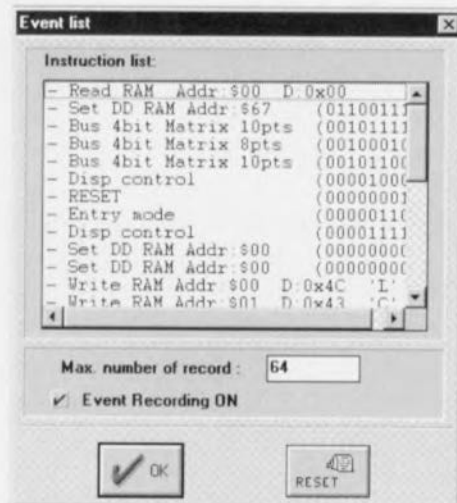 Event list
Instruction list:
- Read RAM Addr:$00 D:0x00
- Set DD RAM Addr:$67 (01100111
- Bus 4bit Matrix 10pts (00101111
- Bus 4bit Matrix 8pts (00100010
- Bus 4bit Matrix 10pts (00101100
- Disp control (00001000
- RESET (00000001
- Entry mode (00000110
- Disp control (00001111
- Set DD RAM Addr:$00 (00000000
- Set DD RAM Addr:$00 (00000000
- Write RAM Addr:$00 D:0x4C 'L'
- Write RAM Addr:$01 D:0x43 'C'
Max. number of record : 64
Event Recording ON
OK
RESET